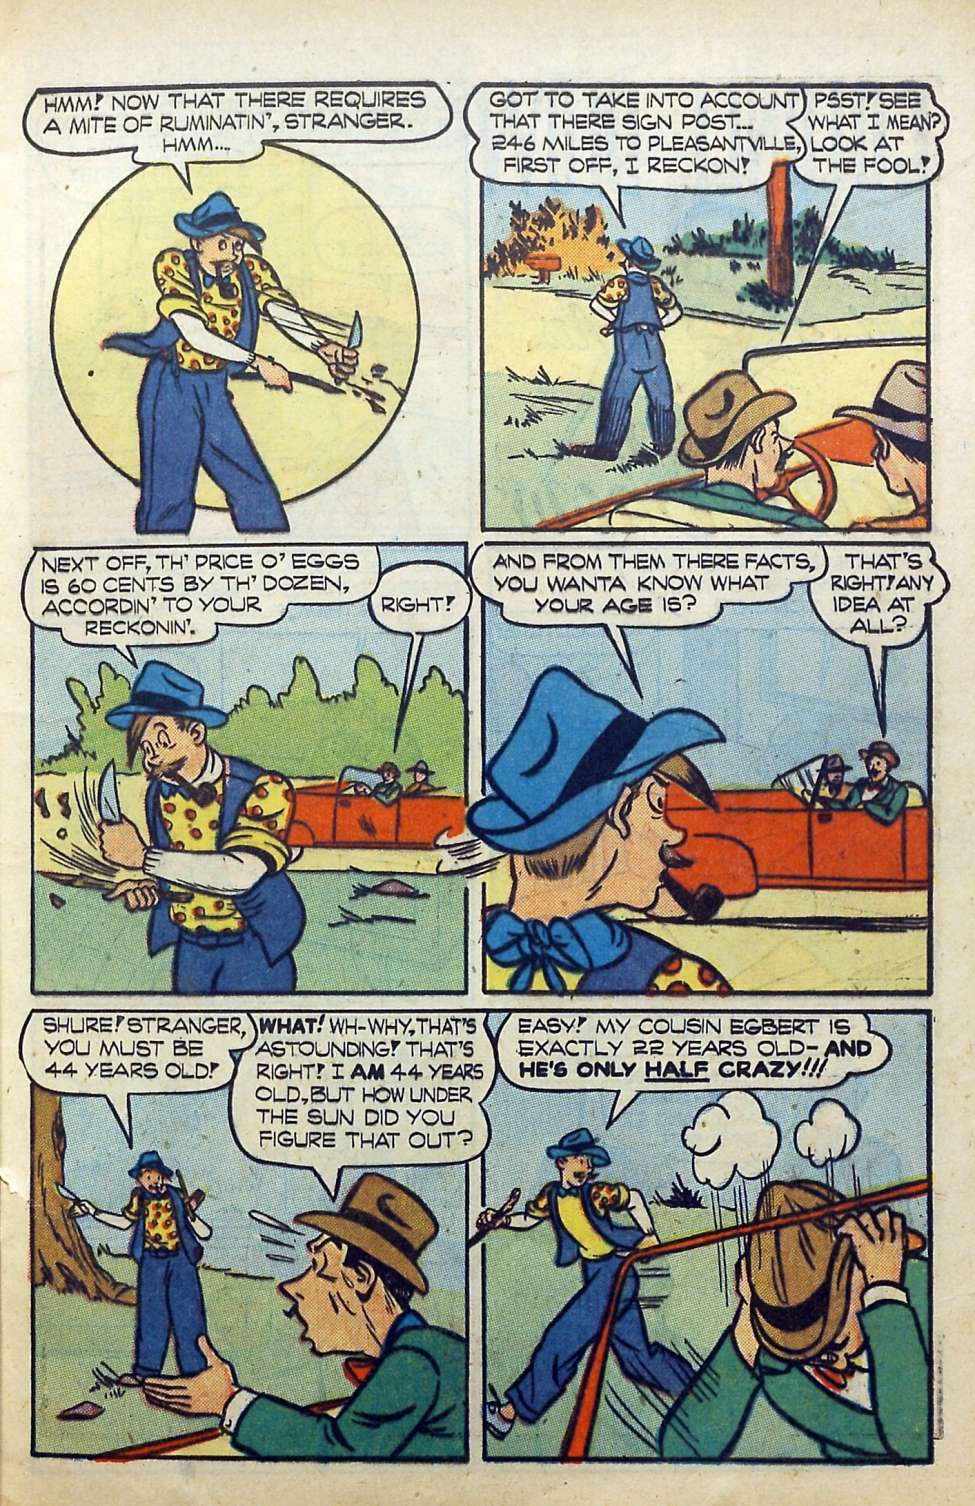 HMM! NOW THAT THERE REQUIRES
A MITE OF RUMINATIN', STRANGER.
HMM...
GOT TO TAKE INTO ACCOUNT
THAT THERE SIGN POST...
246 MILES TO PLEASANTVILLE,
FIRST OFF, I RECKON!
PSST! SEE
WHAT I MEAN?
LOOK AT
THE FOOL!
NEXT OFF, TH' PRICE O' EGGS
IS 60 CENTS BY TH' DOZEN,
ACCORDIN' TO YOUR
RECKONIN'.
RIGHT!
AND FROM THEM THERE FACTS,
YOU WANTA KNOW WHAT
YOUR AGE IS?
THAT'S
RIGHT! ANY
IDEA AT
ALL?
SHURE! STRANGER,
YOU MUST BE
44 YEARS OLD!
WHAT! WH-WHY, THAT'S
ASTOUNDING! THAT'S
RIGHT! I AM 44 YEARS
OLD, BUT HOW UNDER
THE SUN DID YOU
FIGURE THAT OUT?
EASY! MY COUSIN EGBERT IS
EXACTLY 22 YEARS OLD-AND
HE'S ONLY HALF CRAZY!!!